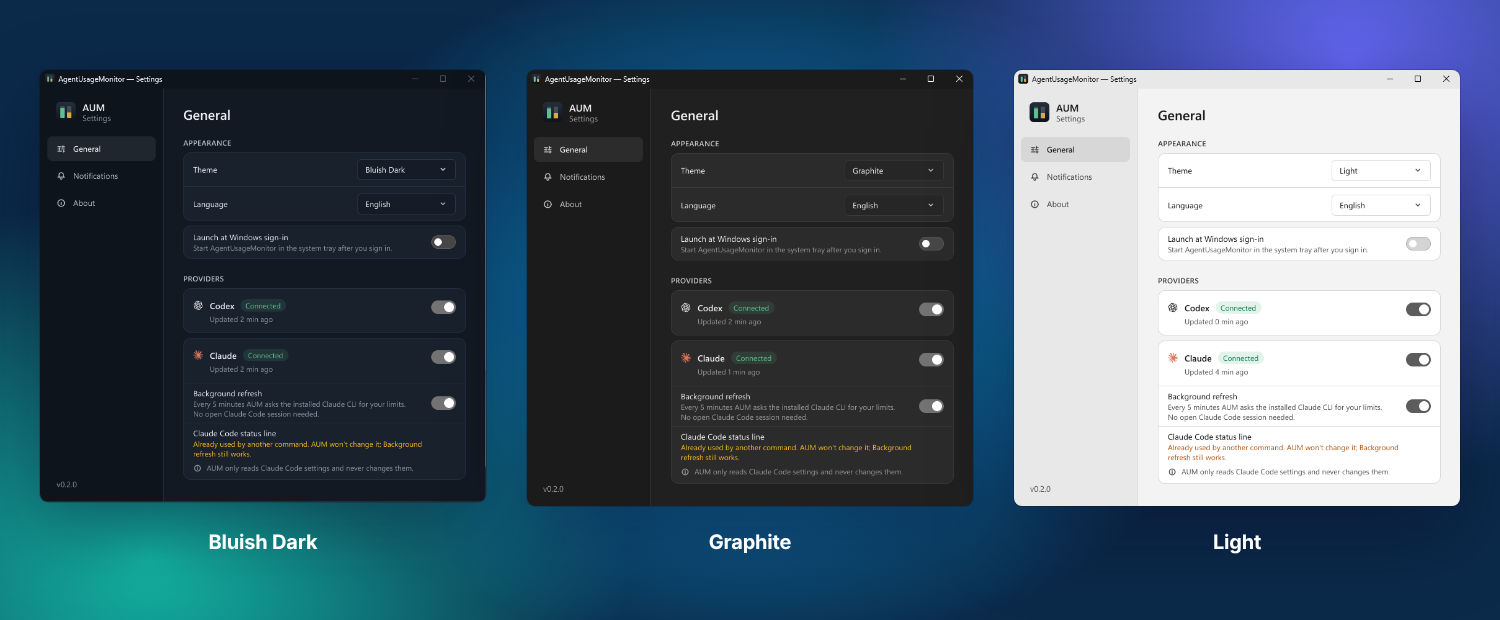 AgentUsageMonitor — Settings
AUM
Settings
General
Notifications
About
v0.2.0
General
APPEARANCE
Theme
Bluish Dark
Language
English
Launch at Windows sign-in
Start AgentUsageMonitor in the system tray after you sign in.
PROVIDERS
Codex Connected
Updated 2 min ago
Claude Connected
Updated 2 min ago
Background refresh
Every 5 minutes AUM asks the installed Claude CLI for your limits.
No open Claude Code session needed.
Claude Code status line
Already used by another command. AUM won't change it; Background
refresh still works.
AUM only reads Claude Code settings and never changes them.
Bluish Dark
AgentUsageMonitor — Settings
AUM
Settings
General
Notifications
About
v0.2.0
General
APPEARANCE
Theme
Graphite
Language
English
Launch at Windows sign-in
Start AgentUsageMonitor in the system tray after you sign in.
PROVIDERS
Codex Connected
Updated 2 min ago
Claude Connected
Updated 1 min ago
Background refresh
Every 5 minutes AUM asks the installed Claude CLI for your limits.
No open Claude Code session needed.
Claude Code status line
Already used by another command. AUM won't change it; Background
refresh still works.
AUM only reads Claude Code settings and never changes them.
Graphite
AgentUsageMonitor — Settings
AUM
Settings
General
Notifications
About
v0.2.0
General
APPEARANCE
Theme
Light
Language
English
Launch at Windows sign-in
Start AgentUsageMonitor in the system tray after you sign in.
PROVIDERS
Codex Connected
Updated 0 min ago
Claude Connected
Updated 4 min ago
Background refresh
Every 5 minutes AUM asks the installed Claude CLI for your limits.
No open Claude Code session needed.
Claude Code status line
Already used by another command. AUM won't change it; Background
refresh still works.
AUM only reads Claude Code settings and never changes them.
Light